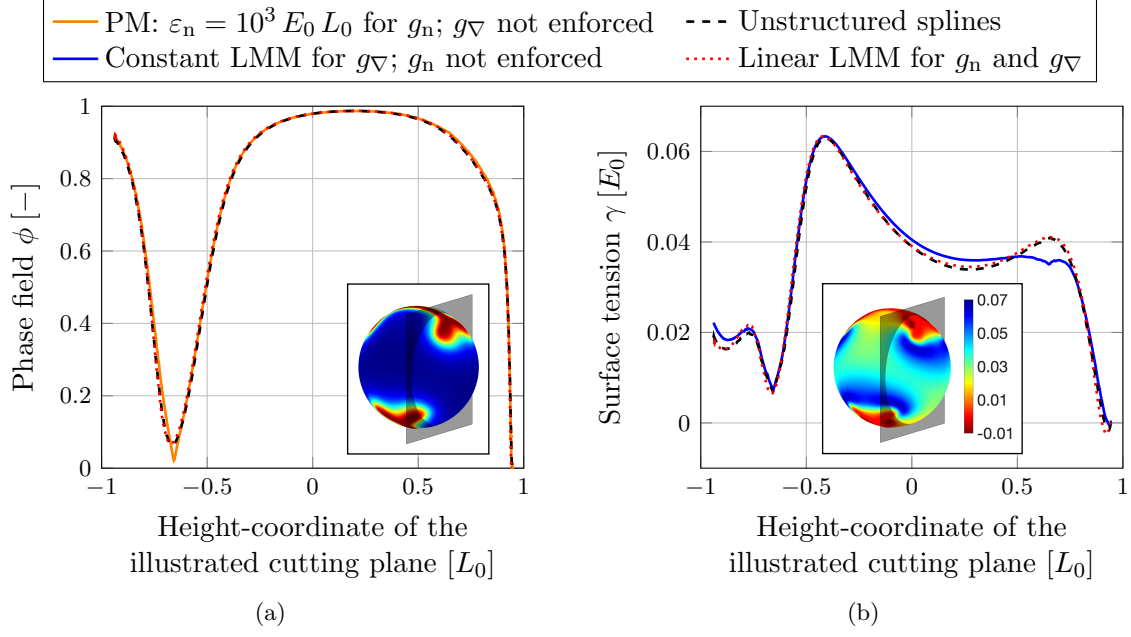 PM: εₙ = 10³ E₀ L₀ for gₙ; g∇ not enforced
Unstructured splines
Constant LMM for g∇; gₙ not enforced
Linear LMM for gₙ and g∇
1
0.8
0.6
0.4
0.2
0
Phase field ϕ [−]
−1
−0.5
0
0.5
1
Height-coordinate of the
illustrated cutting plane [L₀]
(a)
0.06
0.04
0.02
0
Surface tension γ [E₀]
0.07
0.05
0.03
0.01
-0.01
−1
−0.5
0
0.5
1
Height-coordinate of the
illustrated cutting plane [L₀]
(b)